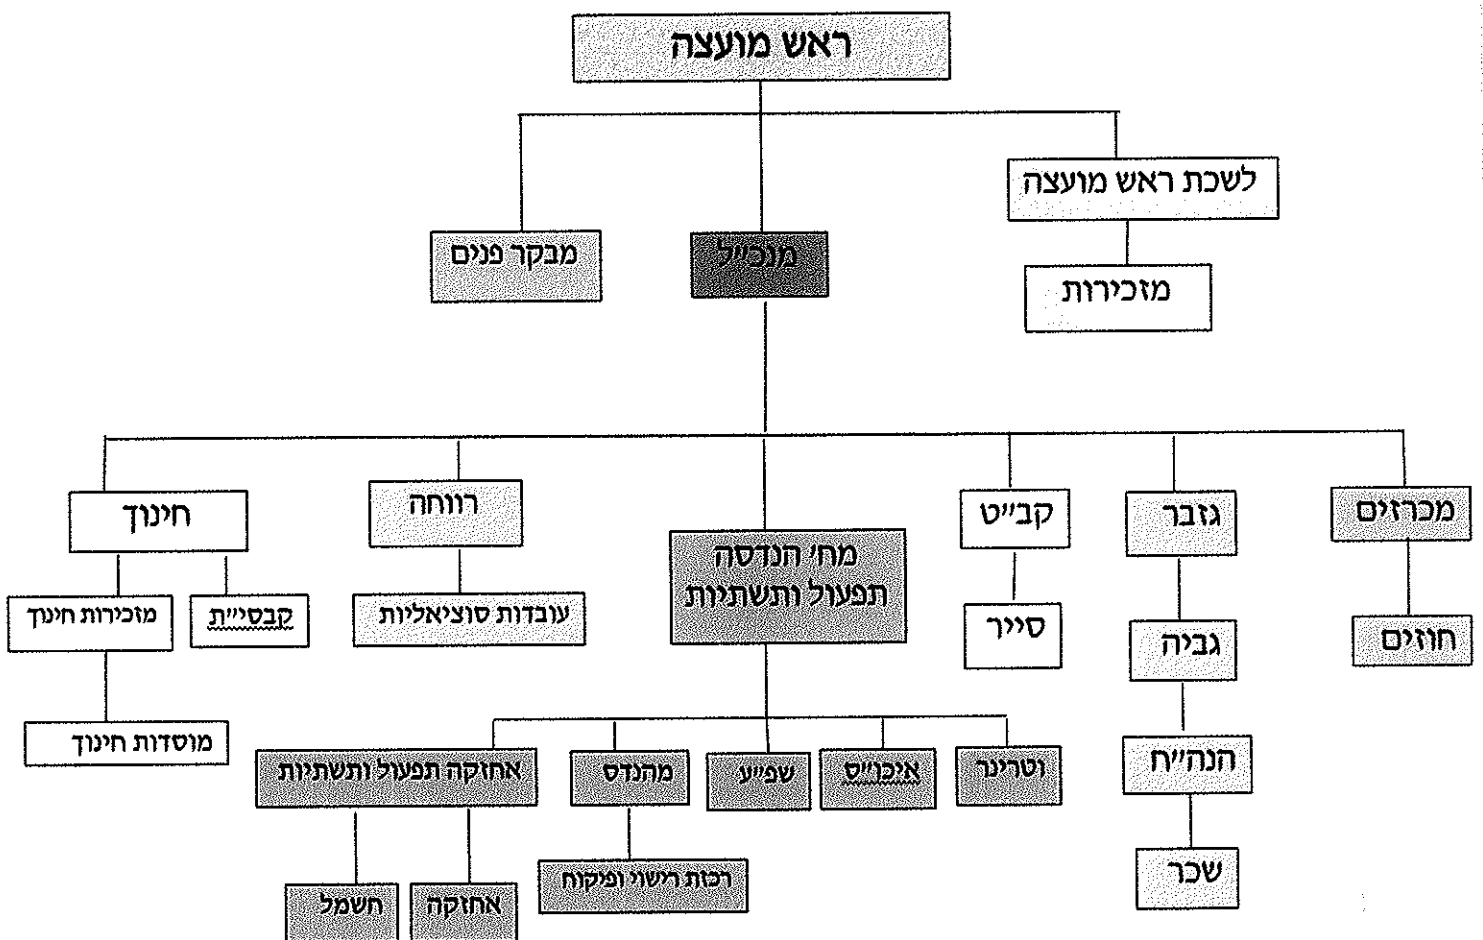 ראש מועצה
לשכת ראש מועצה
מבקר פנים
מנכ"ל
מזכירות
מכרזים
גזבר
קב"ט
רווחה
חינוך
מח' הנדסה
תפעול ותשתיות
חוזים
גביה
סייר
עובדות סוציאליות
קבסי"ת
מזכירות חינוך
מוסדות חינוך
הנה"ח
וטרינר
איכו"ס
שפ"ע
מהנדס
אחזקה תפעול ותשתיות
שכר
רכזת רישוי ופיקוח
אחזקה
חשמל